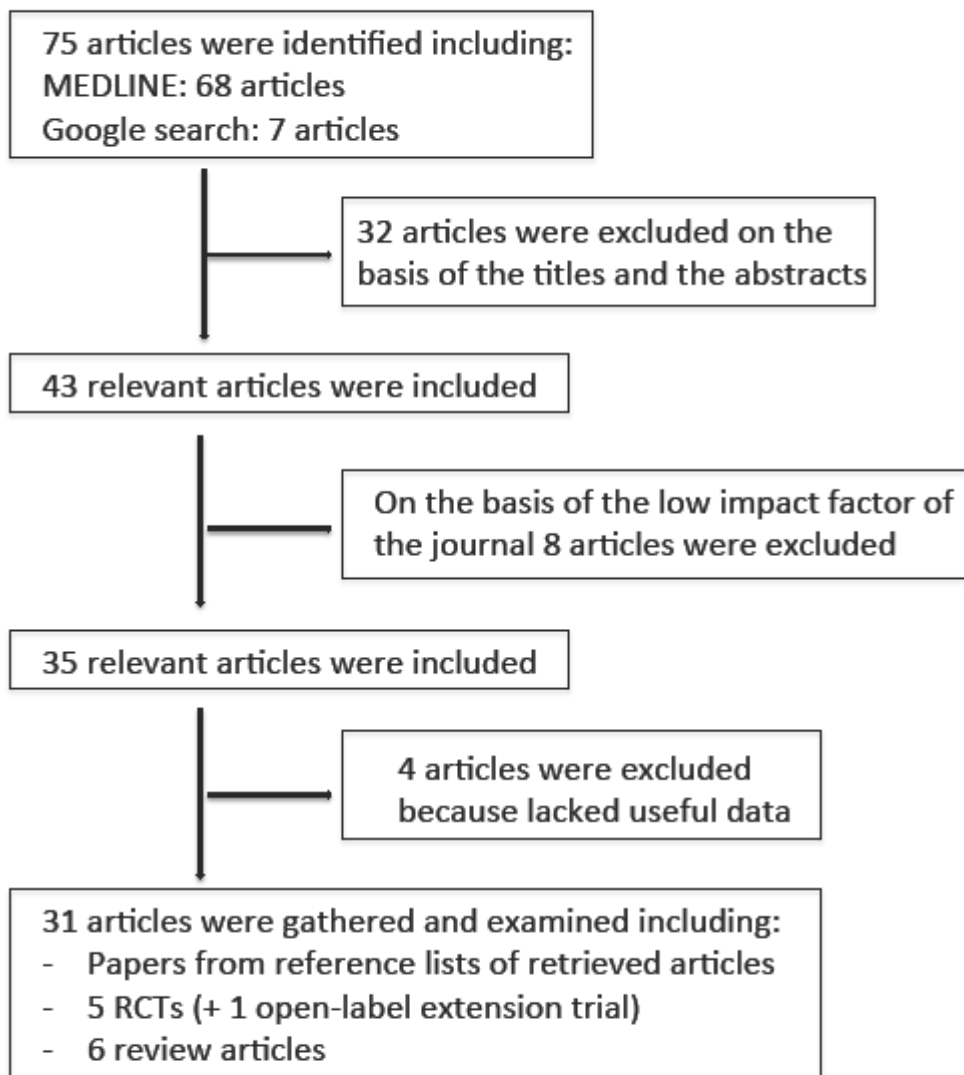 75 articles were identified including:
MEDLINE: 68 articles
Google search: 7 articles
32 articles were excluded on the
basis of the titles and the abstracts
43 relevant articles were included
On the basis of the low impact factor of
the journal 8 articles were excluded
35 relevant articles were included
4 articles were excluded
because lacked useful data
31 articles were gathered and examined including:
- Papers from reference lists of retrieved articles
- 5 RCTs (+ 1 open-label extension trial)
- 6 review articles